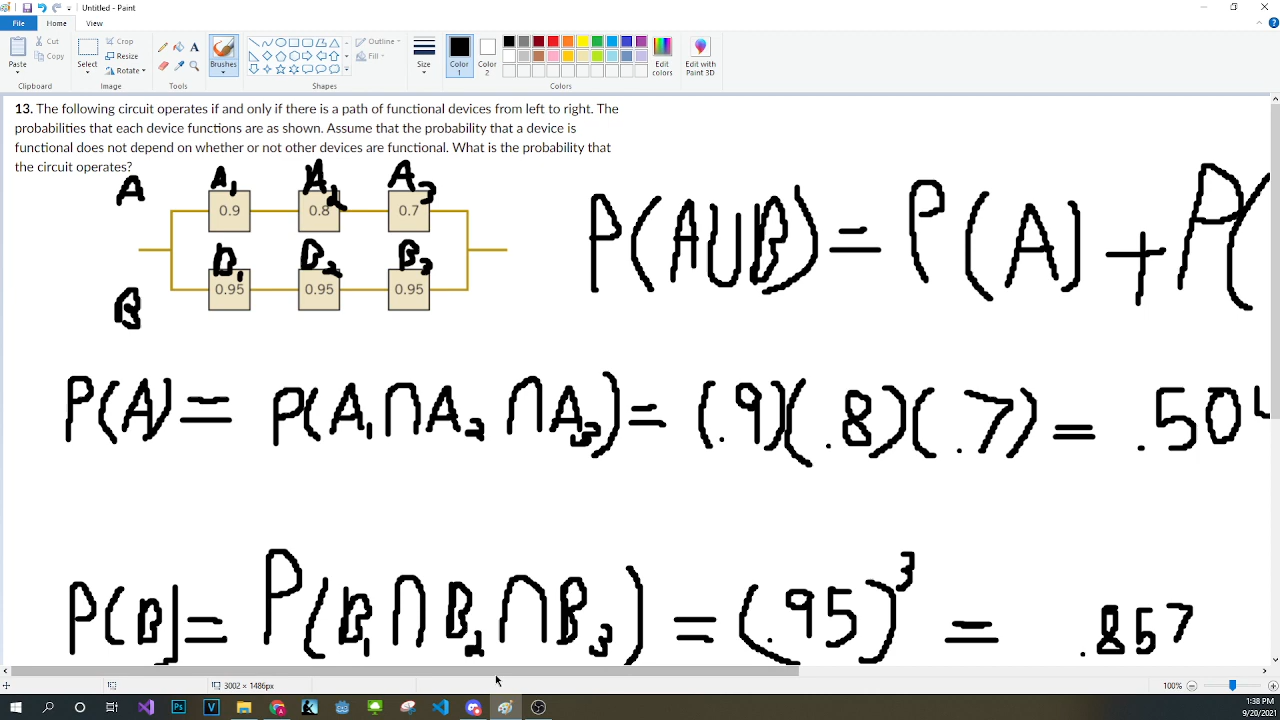 Untitled - Paint
File Home View
Cut
Copy
Paste
Clipboard
Crop
Resize
Rotate
Select
Image
Tools
Brushes
Outline
Fill
Shapes
Size
Color 1
Color 2
Edit colors
Edit with Paint 3D
Colors
13. The following circuit operates if and only if there is a path of functional devices from left to right. The
probabilities that each device functions are as shown. Assume that the probability that a device is
functional does not depend on whether or not other devices are functional. What is the probability that
the circuit operates?
A A1 A2 A3
0.9 0.8 0.7
B1 B2 B3
0.95 0.95 0.95
B
P(A∪B) = P(A) + P(
P(A) = P(A1∩A2∩A3) = (.9)(.8)(.7) = .504
P(B) = P(B1∩B2∩B3) = (.95)³ = .857
3002 × 1486px
100%
1:38 PM
9/20/2021